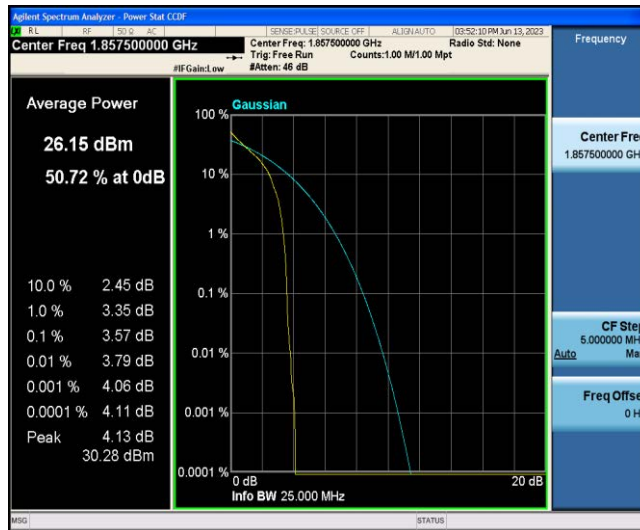 Agilent Spectrum Analyzer - Power Stat CCDF
RL RF 50 Ω AC SENSE:PULSE SOURCE OFF ALIGNAUTO 03:52:10 PM Jun 13, 2023
Center Freq 1.857500000 GHz
Center Freq: 1.857500000 GHz Radio Std: None
Trig: Free Run Counts:1.00 M/1.00 Mpt
#IFGain:Low #Atten: 46 dB
Frequency
Average Power
26.15 dBm
50.72 % at 0dB
10.0 % 2.45 dB
1.0 % 3.35 dB
0.1 % 3.57 dB
0.01 % 3.79 dB
0.001 % 4.06 dB
0.0001 % 4.11 dB
Peak 4.13 dB
30.28 dBm
Gaussian
100 %
10 %
1 %
0.1 %
0.01 %
0.001 %
0.0001 %
0 dB 20 dB
Info BW 25.000 MHz
Center Fre
1.857500000 GH
CF Step
5.000000 MH
Auto Ma
Freq Offse
0 H
MSG STATUS